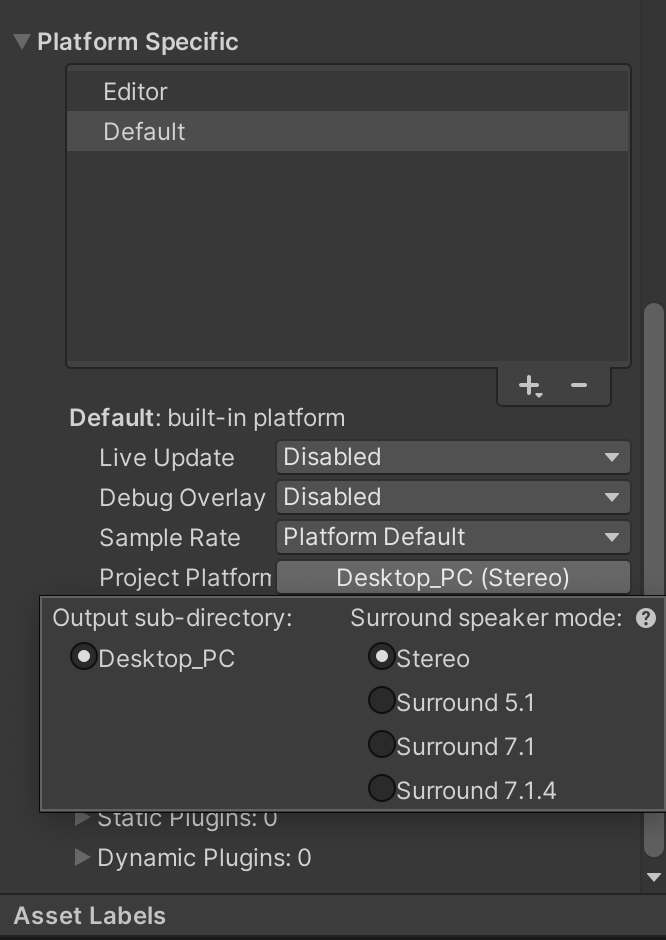 Platform Specific
Editor
Default
Default: built-in platform
Live Update Disabled
Debug Overlay Disabled
Sample Rate Platform Default
Project Platforn Desktop_PC (Stereo)
Output sub-directory: Surround speaker mode: ?
Desktop_PC Stereo
Surround 5.1
Surround 7.1
Surround 7.1.4
Static Plugins: 0
Dynamic Plugins: 0
Asset Labels